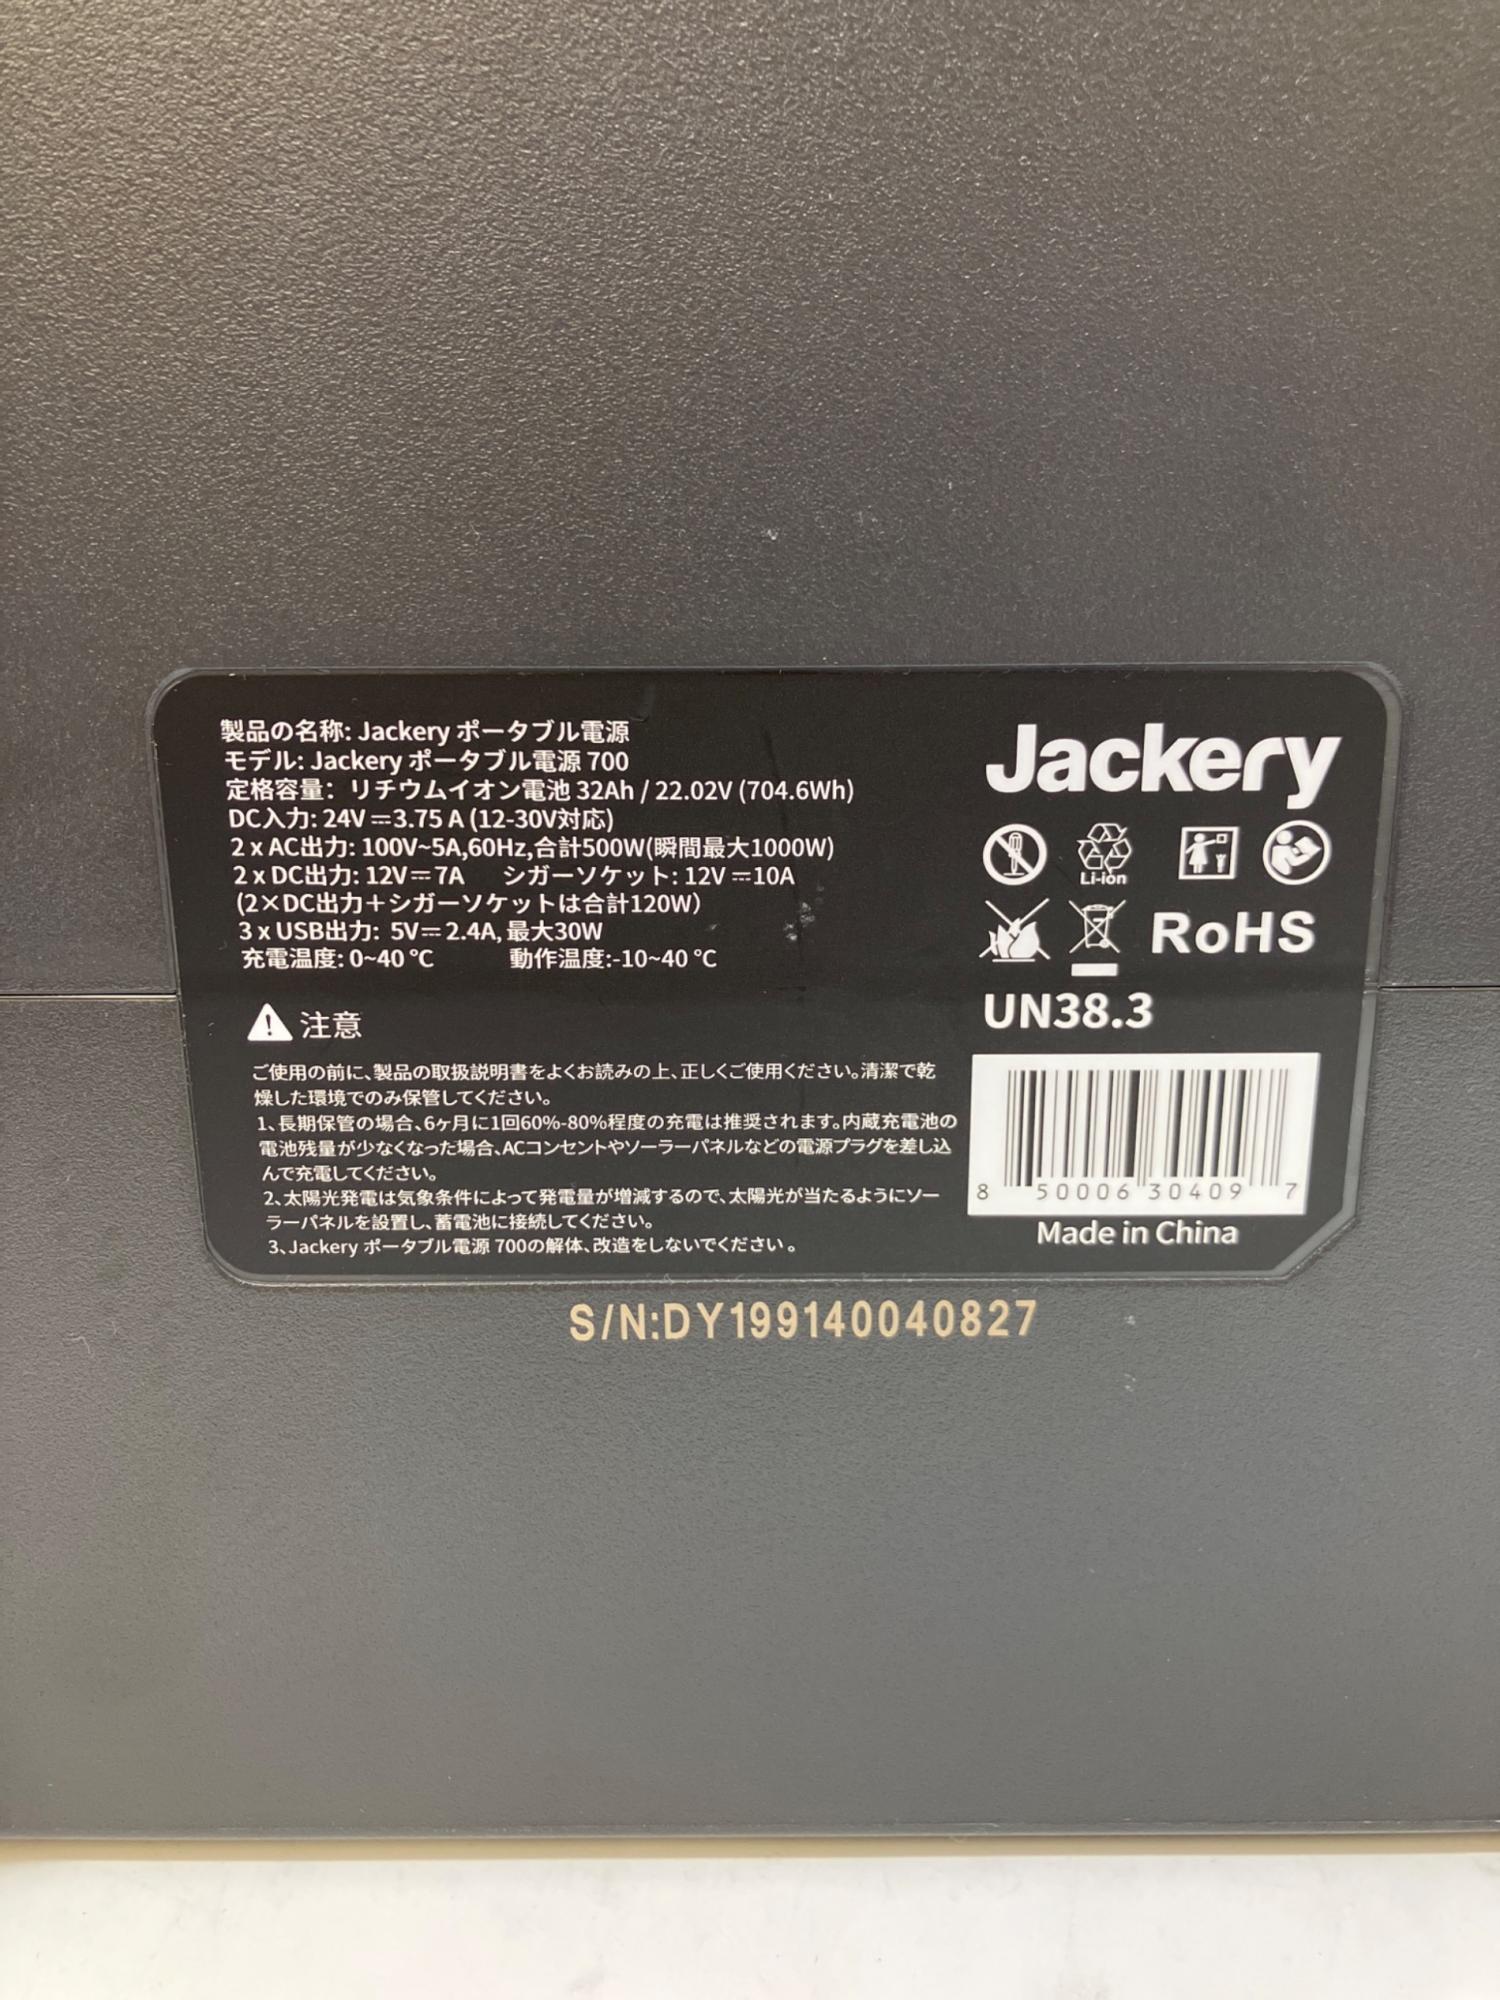 製品の名称: Jackery ポータブル電源
モデル: Jackery ポータブル電源 700
定格容量: リチウムイオン電池 32Ah / 22.02V (704.6Wh)
DC入力: 24V⎓3.75 A (12-30V対応)
2 x AC出力: 100V~5A,60Hz,合計500W(瞬間最大1000W)
2 x DC出力: 12V⎓7A シガーソケット: 12V⎓10A
(2×DC出力＋シガーソケットは合計120W)
3 x USB出力: 5V⎓2.4A, 最大30W
充電温度: 0~40 ℃ 動作温度:-10~40 ℃
注意
ご使用の前に、製品の取扱説明書をよくお読みの上、正しくご使用ください。清潔で乾
燥した環境でのみ保管してください。
1、長期保管の場合、6ヶ月に1回60%-80%程度の充電は推奨されます。内蔵充電池の
電池残量が少なくなった場合、ACコンセントやソーラーパネルなどの電源プラグを差し込
んで充電してください。
2、太陽光発電は気象条件によって発電量が増減するので、太陽光が当たるようにソー
ラーパネルを設置し、蓄電池に接続してください。
3、Jackery ポータブル電源 700の解体、改造をしないでください。
Jackery
Li-ion
RoHS
UN38.3
8 50006 30409 7
Made in China
S/N:DY199140040827